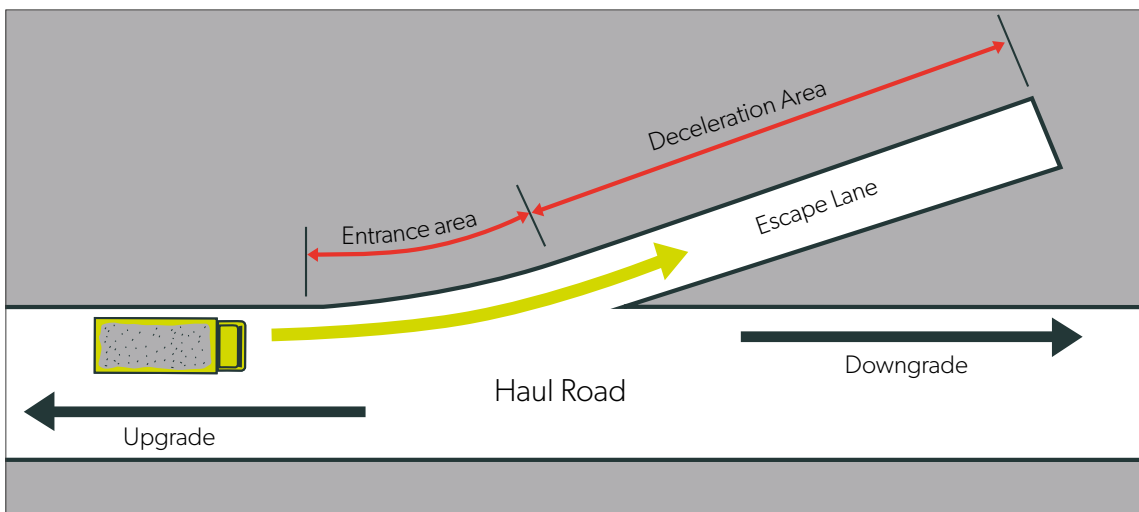 Deceleration Area
Entrance area
Escape Lane
Downgrade
Haul Road
Upgrade